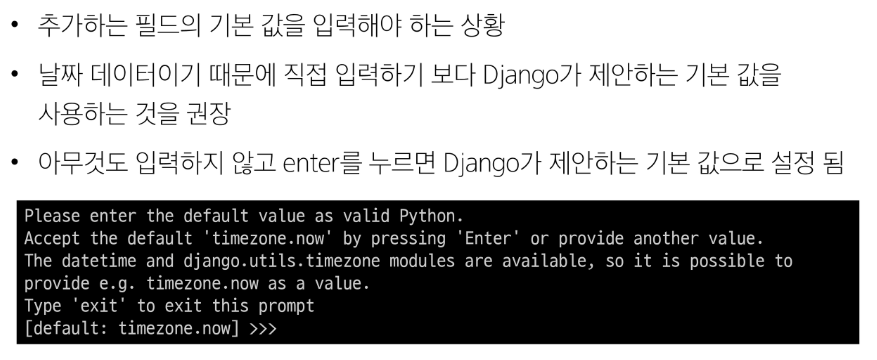 • 추가하는 필드의 기본 값을 입력해야 하는 상황
• 날짜 데이터이기 때문에 직접 입력하기 보다 Django가 제안하는 기본 값을
사용하는 것을 권장
• 아무것도 입력하지 않고 enter를 누르면 Django가 제안하는 기본 값으로 설정 됨
Please enter the default value as valid Python.
Accept the default 'timezone.now' by pressing 'Enter' or provide another value.
The datetime and django.utils.timezone modules are available, so it is possible to
provide e.g. timezone.now as a value.
Type 'exit' to exit this prompt
[default: timezone.now] >>>